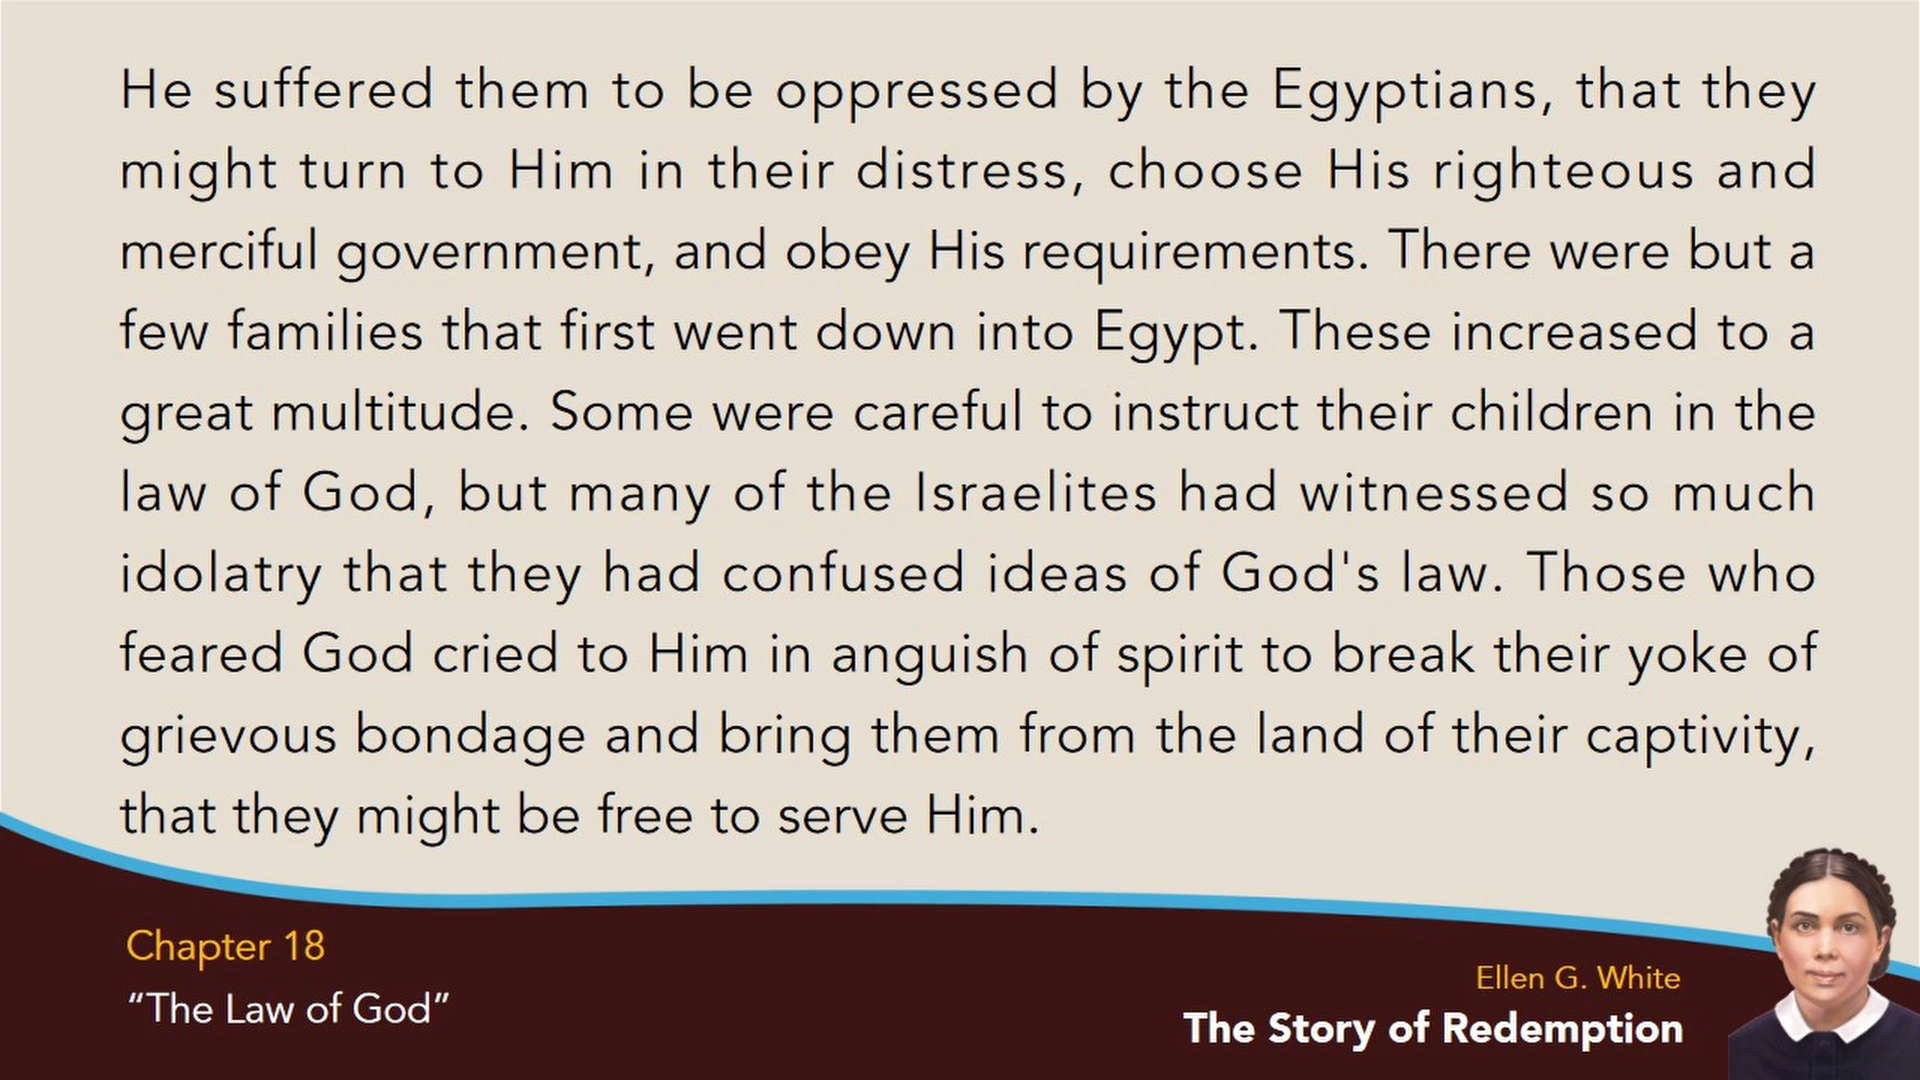 He suffered them to be oppressed by the Egyptians, that they
might turn to Him in their distress, choose His righteous and
merciful government, and obey His requirements. There were but a
few families that first went down into Egypt. These increased to a
great multitude. Some were careful to instruct their children in the
law of God, but many of the Israelites had witnessed so much
idolatry that they had confused ideas of God's law. Those who
feared God cried to Him in anguish of spirit to break their yoke of
grievous bondage and bring them from the land of their captivity,
that they might be free to serve Him.
Chapter 18
“The Law of God”
Ellen G. White
The Story of Redemption